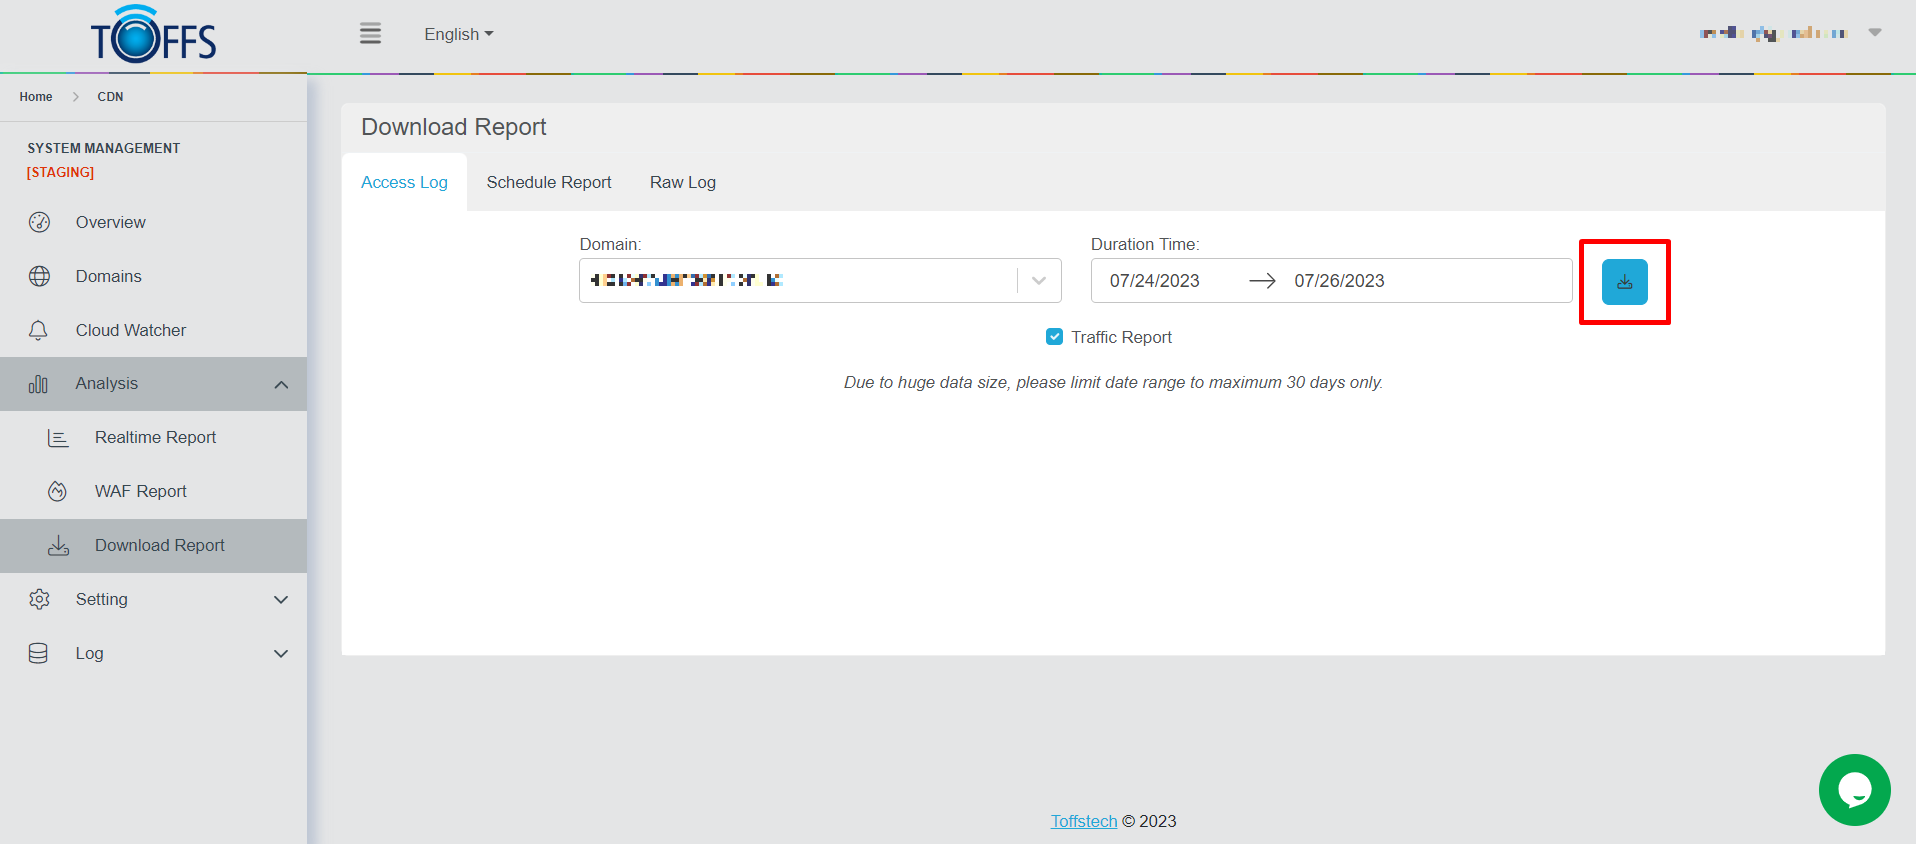 TOFFS
English
Home > CDN
SYSTEM MANAGEMENT
[STAGING]
Overview
Domains
Cloud Watcher
Analysis
Realtime Report
WAF Report
Download Report
Setting
Log
Download Report
Access Log Schedule Report Raw Log
Domain: Duration Time:
07/24/2023 → 07/26/2023
Traffic Report
Due to huge data size, please limit date range to maximum 30 days only.
Toffstech © 2023